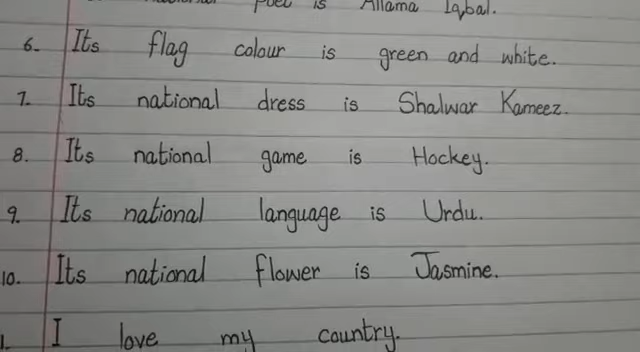 Poet is Allama Iqbal.
6. Its flag colour is green and white.
7. Its national dress is Shalwar Kameez.
8. Its national game is Hockey.
9. Its national language is Urdu.
10. Its national flower is Jasmine.
I love my country.